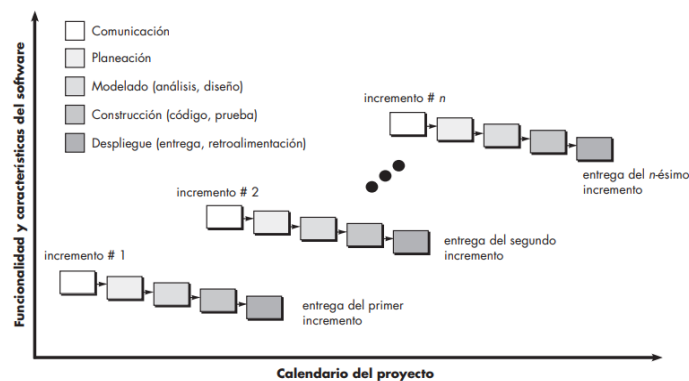 Funcionalidad y características del software
Comunicación
Planeación
Modelado (análisis, diseño)
Construcción (código, prueba)
Despliegue (entrega, retroalimentación)
incremento # n
entrega del n-ésimo
incremento
incremento # 2
entrega del segundo
incremento
incremento # 1
entrega del primer
incremento
Calendario del proyecto